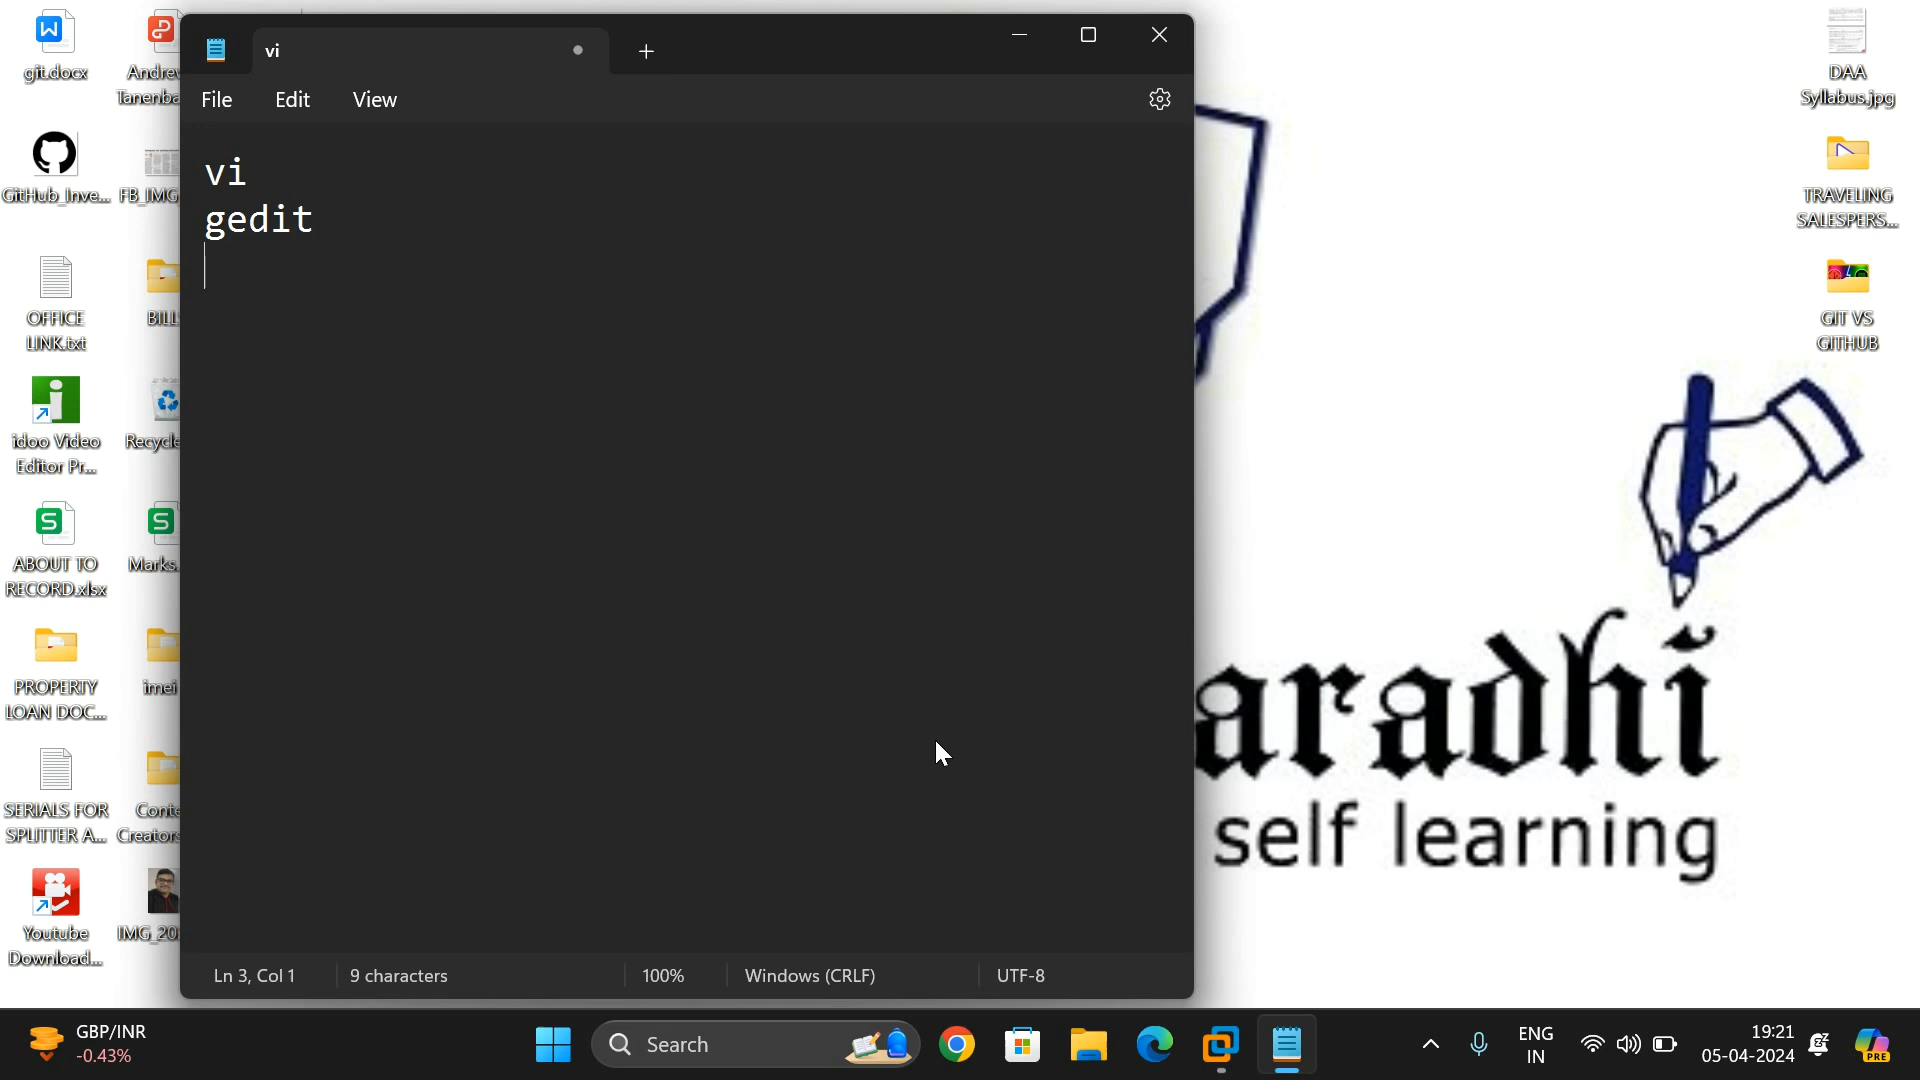 git.docx
GitHub_Inve...
FB_IMG
OFFICE
LINK.txt
idoo Video
Editor Pr...
ABOUT TO
RECORD.xlsx
Marks.
PROPERTY
LOAN DOC...
imei
SERIALS FOR
SPLITTER A...
Youtube
Download...
IMG_20
vi
File
Edit
View
vi
gedit
Ln 3, Col 1
9 characters
100%
Windows (CRLF)
UTF-8
DAA
Syllabus.jpg
TRAVELING
SALESPERS...
GIT VS
GITHUB
aradhi
self learning
GBP/INR
-0.43%
Search
ENG
IN
19:21
05-04-2024
PRE